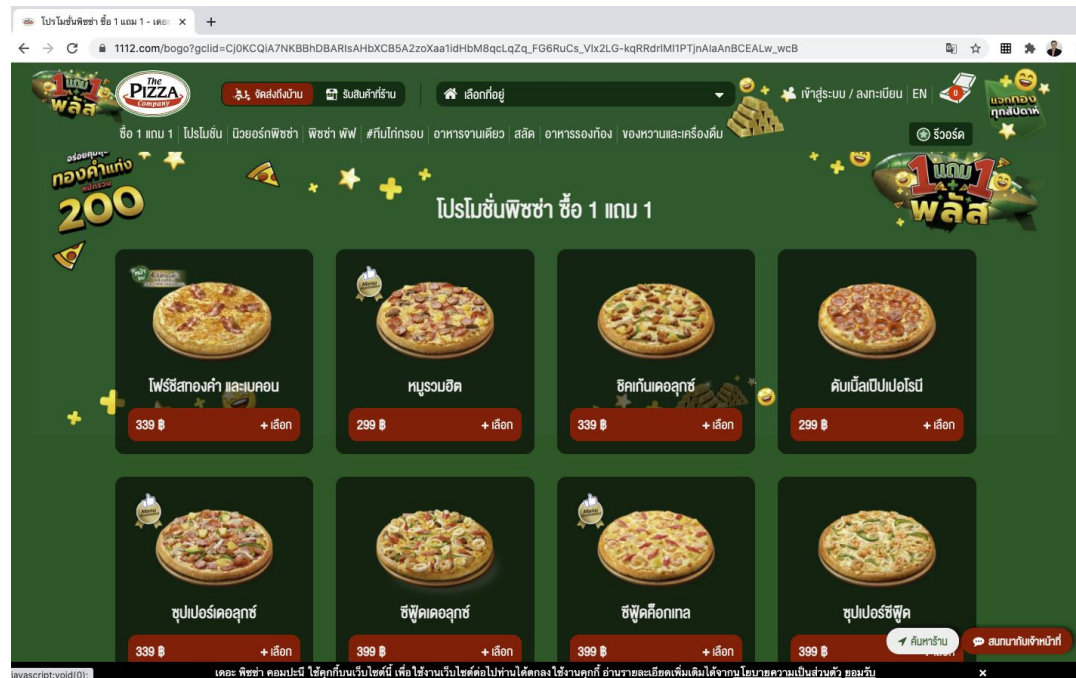 โปรโมชั่นพิซซ่า ซื้อ 1 แถม 1 - เดอะ
1112.com/bogo?gclid=Cj0KCQiA7NKBBhDBARIsAHbXCB5A2zoXaa1idHbM8qcLqZq_FG6RuCs_Vlx2LG-kqRRdrIMI1PTjnAIaAnBCEALw_wcB
1 แถม 1 พลัส
The PIZZA Company
จัดส่งถึงบ้าน รับสินค้าที่ร้าน เลือกที่อยู่ เข้าสู่ระบบ / ลงทะเบียน EN 0
แจกทอง
ทุกสัปดาห์
ซื้อ 1 แถม 1 โปรโมชั่น นิวยอร์กพิซซ่า พิซซ่า พัฟ #ทีมไก่กรอบ อาหารจานเดียว สลัด อาหารรองท้อง ของหวานและเครื่องดื่ม
รีวอร์ด
ทองคำแท่ง
200
1 แถม 1
พลัส
โปรโมชั่นพิซซ่า ซื้อ 1 แถม 1
โฟร์ชีสทองคำ และเบคอน หมูรวมฮิต ชิคเก้นเดอลุกซ์ ดับเบิ้ลเป๊ปเปอโรนี
339 ฿ + เลือก 299 ฿ + เลือก 339 ฿ + เลือก 299 ฿ + เลือก
ซุปเปอร์เดอลุกซ์ ซีฟู้ดเดอลุกซ์ ซีฟู้ดค็อกเทล ซุปเปอร์ซีฟู้ด
339 ฿ + เลือก 399 ฿ + เลือก 399 ฿ + เลือก 399 ฿
ค้นหาร้าน สนทนากับเจ้าหน้าที่
javascript:void(0);
เดอะ พิซซ่า คอมปะนี ใช้คุกกี้บนเว็บไซต์นี้ เพื่อใช้งานเว็บไซต์ต่อไปท่านได้ตกลงใช้งานคุกกี้ อ่านรายละเอียดเพิ่มเติมได้จากนโยบายความเป็นส่วนตัว ยอมรับ